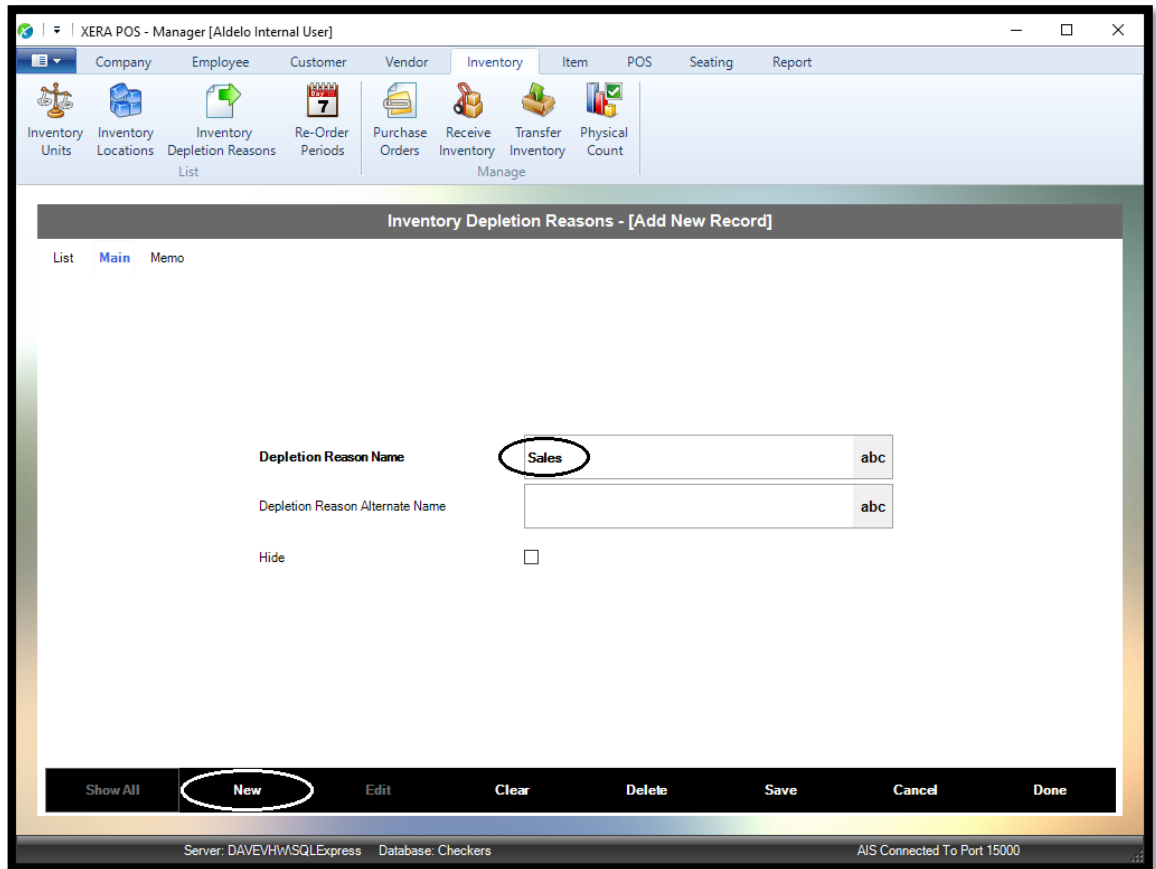 XERA POS - Manager [Aldelo Internal User]
Company Employee Customer Vendor Inventory Item POS Seating Report
DAY
7
Inventory Units
Inventory Locations
Inventory Depletion Reasons
Re-Order Periods
Purchase Orders
Receive Inventory
Transfer Inventory
Physical Count
List
Manage
Inventory Depletion Reasons - [Add New Record]
List Main Memo
Depletion Reason Name Sales abc
Depletion Reason Alternate Name abc
Hide
Show All New Edit Clear Delete Save Cancel Done
Server: DAVEVHW\SQLExpress Database: Checkers AIS Connected To Port 15000